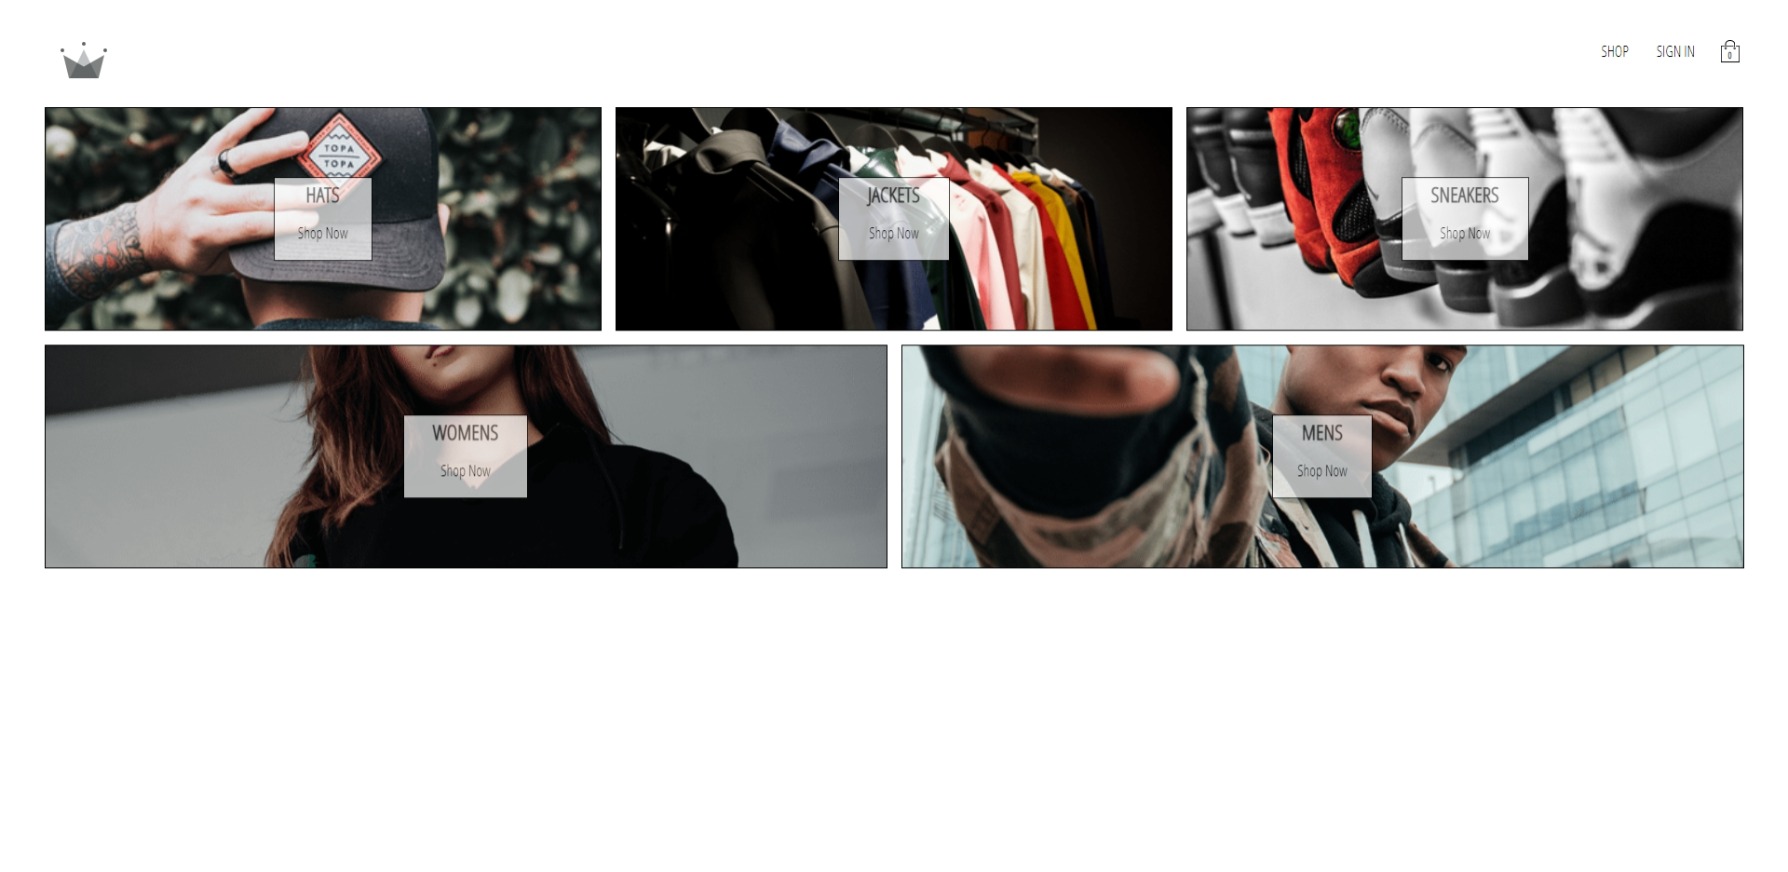 SHOP
SIGN IN
0
TOPA
TOPA
HATS
Shop Now
JACKETS
Shop Now
SNEAKERS
Shop Now
WOMENS
Shop Now
MENS
Shop Now